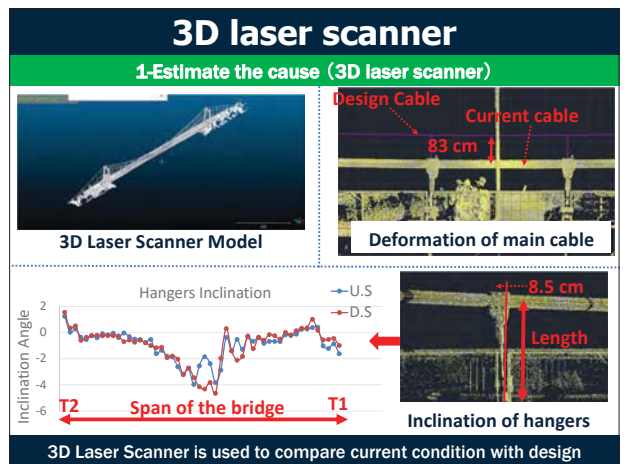 3D laser scanner
1-Estimate the cause（3D laser scanner）
3D Laser Scanner Model
Design Cable
Current cable
83 cm
Deformation of main cable
Hangers Inclination
U.S
D.S
Inclination Angle
2
0
-2
-4
-6
T2
Span of the bridge
T1
8.5 cm
Length
Inclination of hangers
3D Laser Scanner is used to compare current condition with design